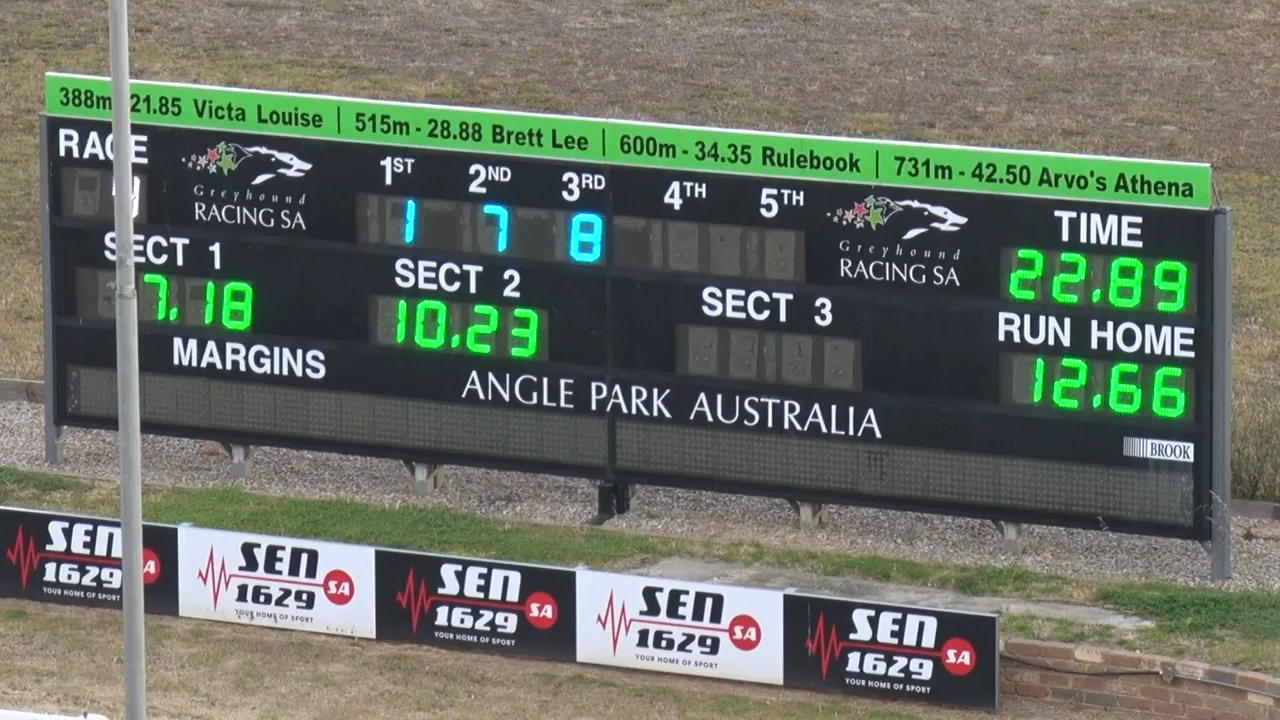 388m 21.85 Victa Louise | 515m - 28.88 Brett Lee | 600m - 34.35 Rulebook | 731m - 42.50 Arvo's Athena
RACE
Greyhound
RACING SA
1ST 2ND 3RD 4TH 5TH
1 7 8
Greyhound
RACING SA
TIME
22.89
SECT 1
7.18
SECT 2
10.23
SECT 3
RUN HOME
12.66
MARGINS
ANGLE PARK AUSTRALIA
BROOK
SEN
1629 SA
YOUR HOME OF SPORT
SEN
1629 SA
YOUR HOME OF SPORT
SEN
1629 SA
YOUR HOME OF SPORT
SEN
1629 SA
YOUR HOME OF SPORT
SEN
1629 SA
YOUR HOME OF SPORT